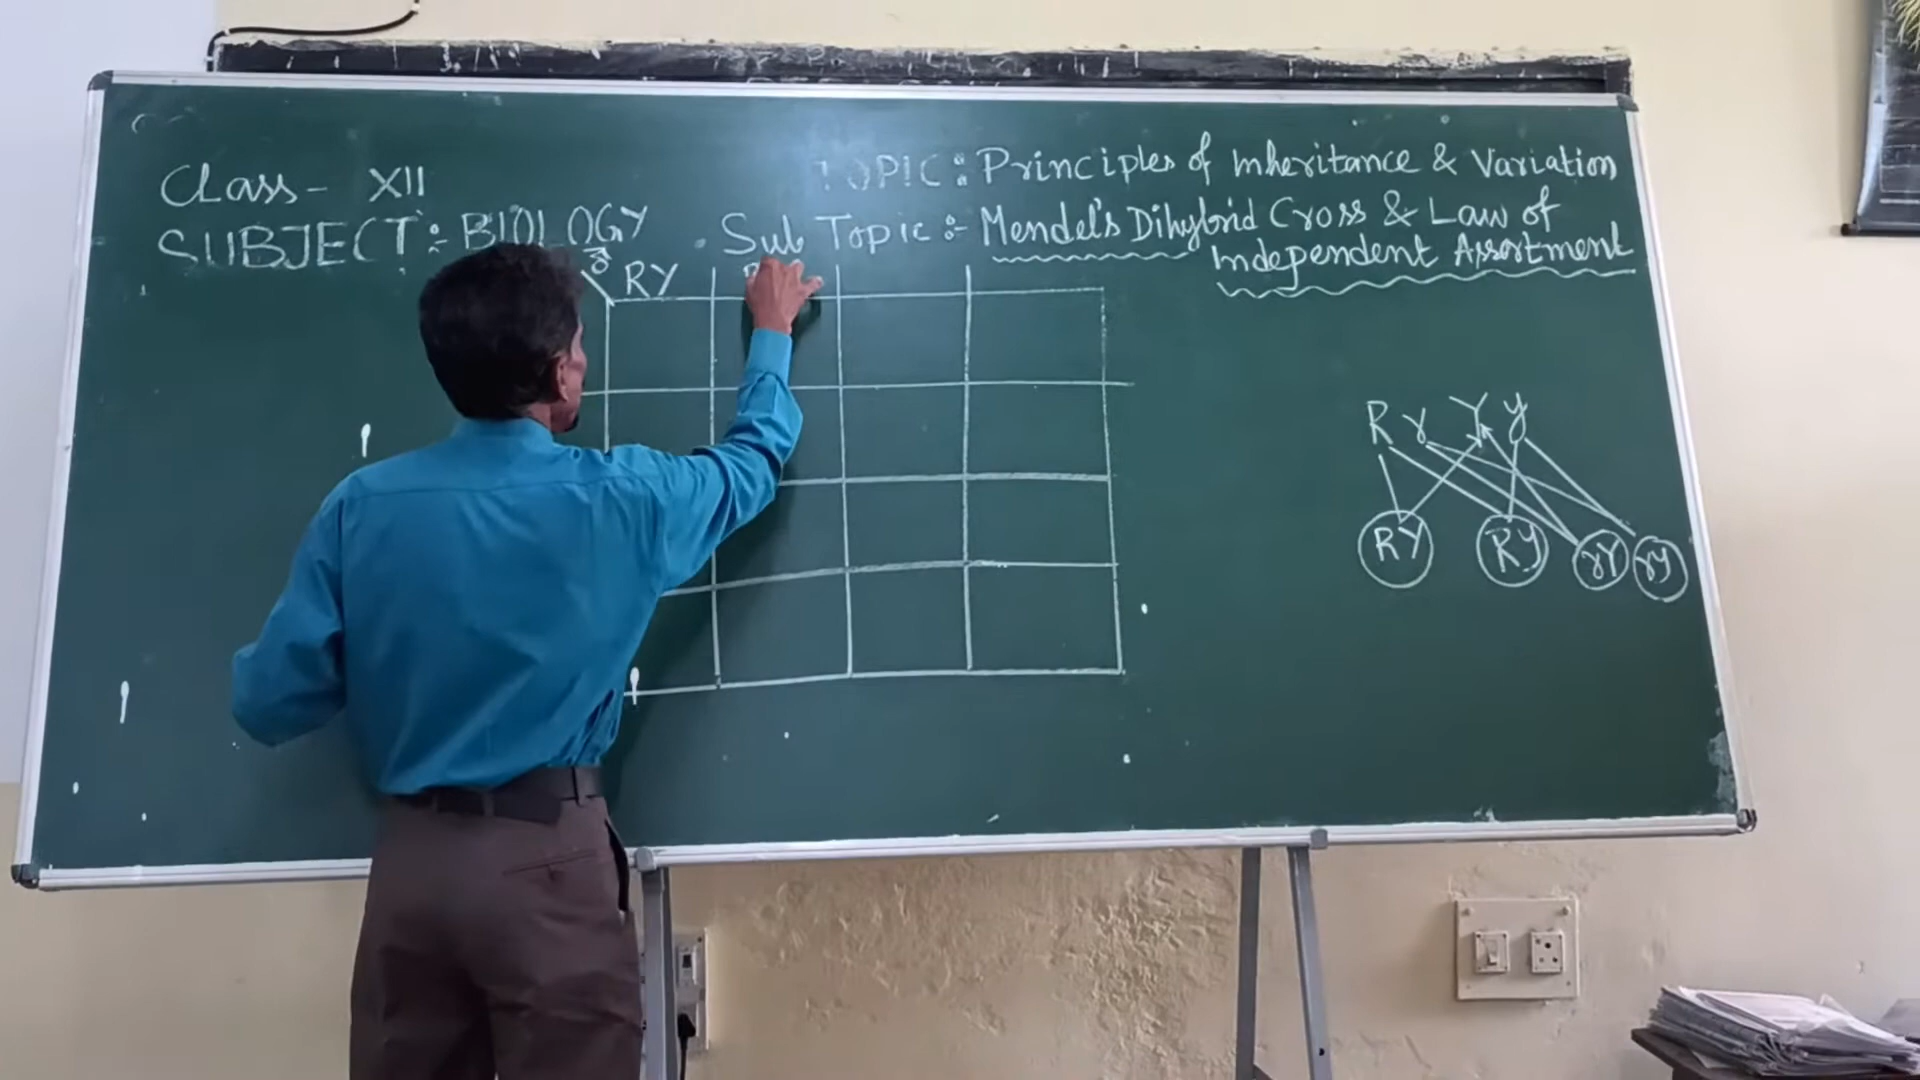 Class - XII
TOPIC : Principles of Inheritance & Variation
SUBJECT :- BIOLOGY
Sub Topic :- Mendel's Dihybrid Cross & Law of
Independent Assortment
♂ RY
R r Y y
RY Ry rY ry